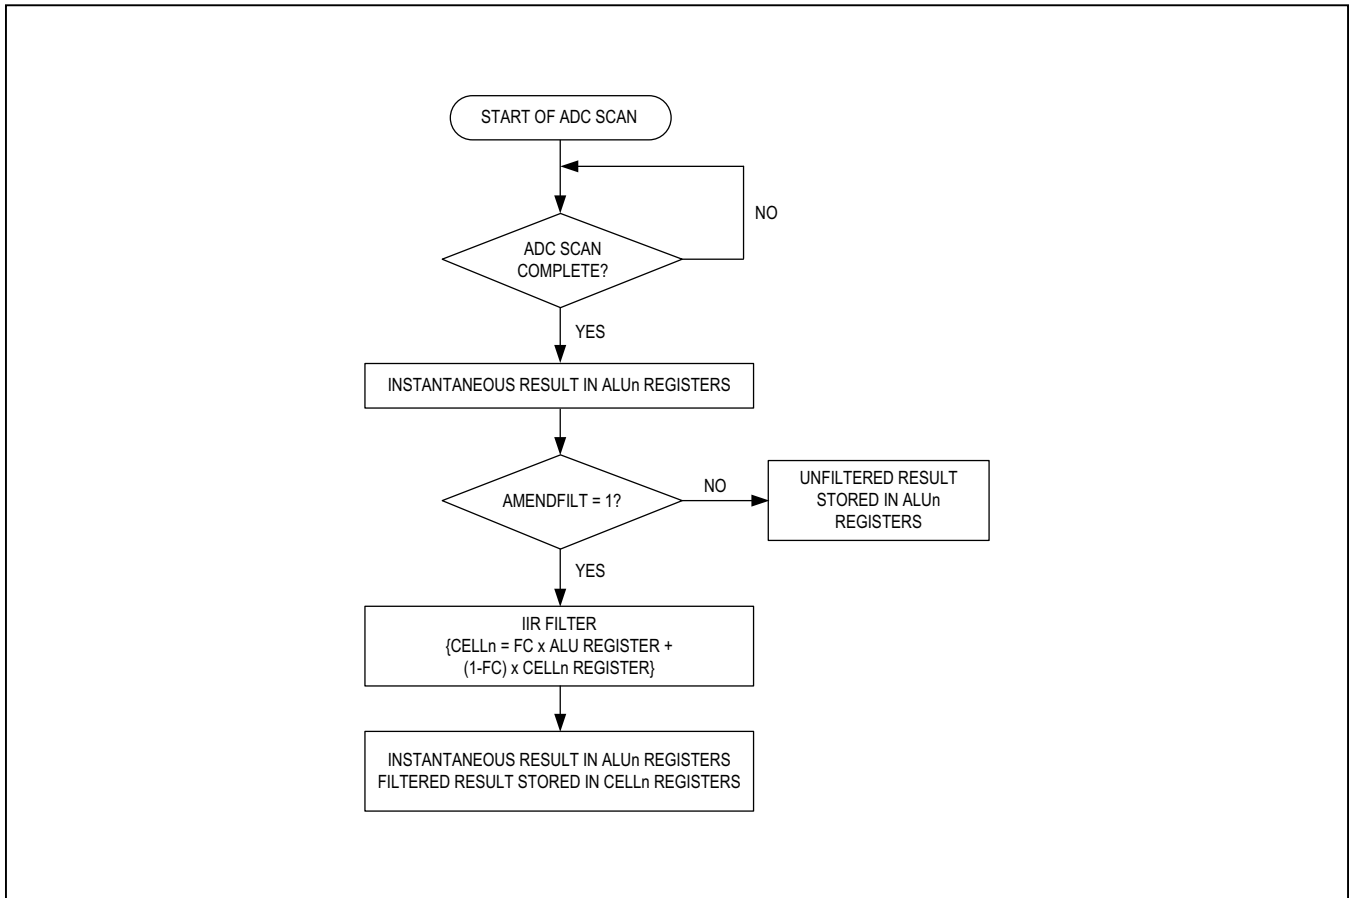 START OF ADC SCAN
NO
ADC SCAN
COMPLETE?
YES
INSTANTANEOUS RESULT IN ALUn REGISTERS
AMENDFILT = 1?
NO
UNFILTERED RESULT
STORED IN ALUn
REGISTERS
YES
IIR FILTER
{CELLn = FC x ALU REGISTER +
(1-FC) x CELLn REGISTER}
INSTANTANEOUS RESULT IN ALUn REGISTERS
FILTERED RESULT STORED IN CELLn REGISTERS